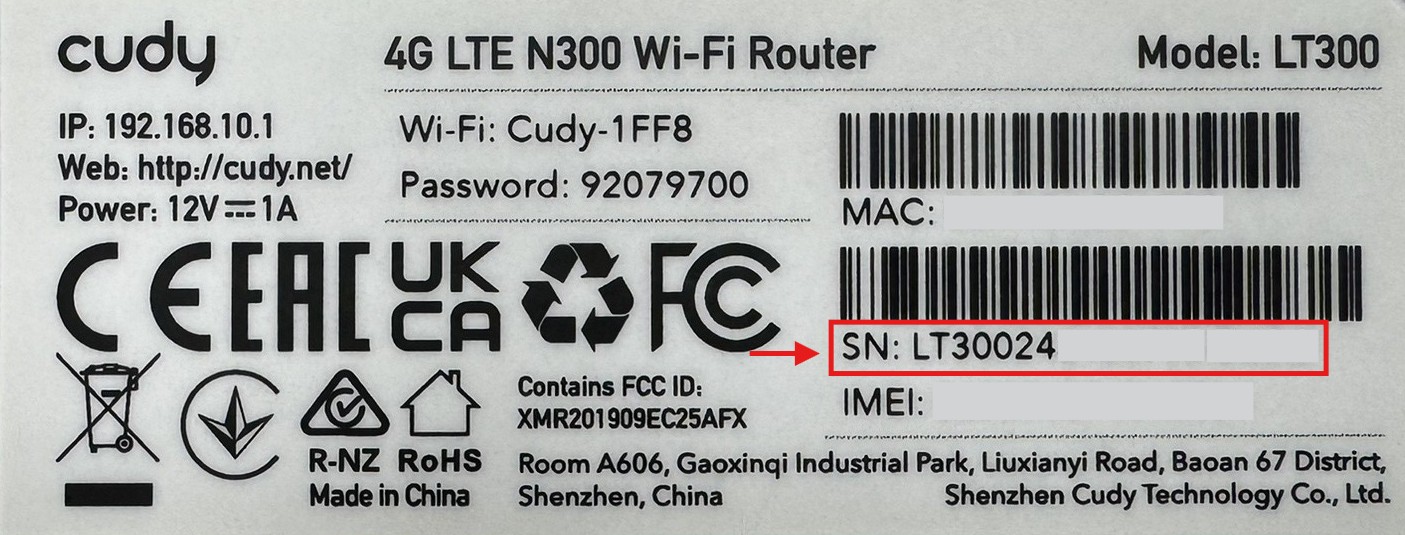 cudy
4G LTE N300 Wi-Fi Router
Model: LT300
IP: 192.168.10.1
Web: http://cudy.net/
Power: 12V⎓1A
Wi-Fi: Cudy-1FF8
Password: 92079700
MAC:
SN: LT30024
IMEI:
CE EAC UK CA FC
Contains FCC ID:
XMR201909EC25AFX
R-NZ RoHS
Made in China
Room A606, Gaoxinqi Industrial Park, Liuxianyi Road, Baoan 67 District,
Shenzhen, China
Shenzhen Cudy Technology Co., Ltd.